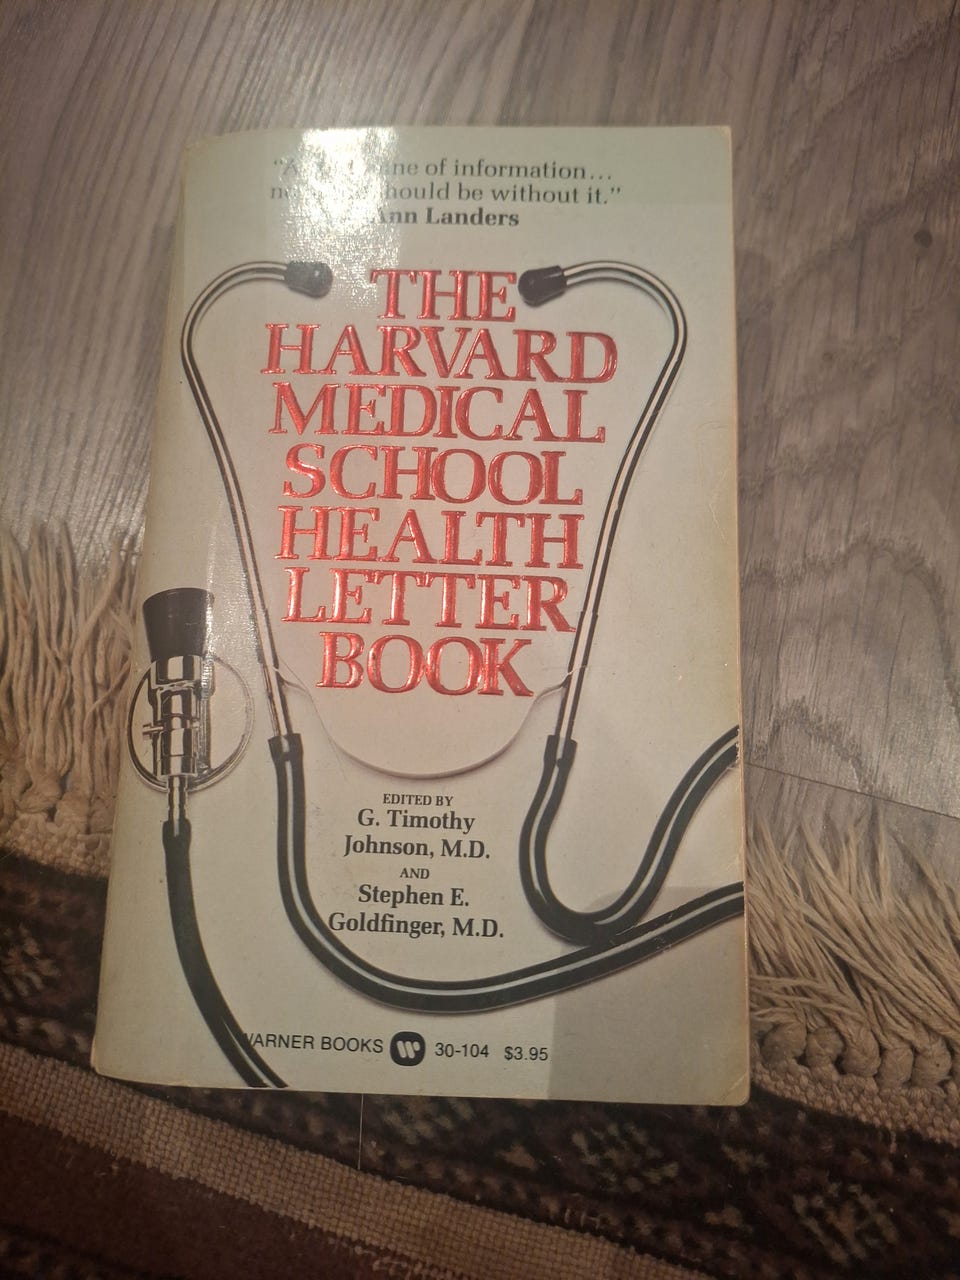 "A ne of information...
hould be without it."
Ann Landers
THE
HARVARD
MEDICAL
SCHOOL
HEALTH
LETTER
BOOK
EDITED BY
G. Timothy
Johnson, M.D.
AND
Stephen E.
Goldfinger, M.D.
WARNER BOOKS 30-104 $3.95